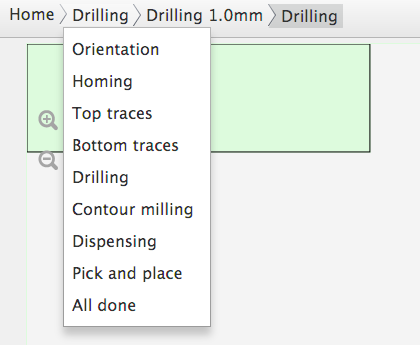 Home Drilling Drilling 1.0mm Drilling
Orientation
Homing
Top traces
Bottom traces
Drilling
Contour milling
Dispensing
Pick and place
All done